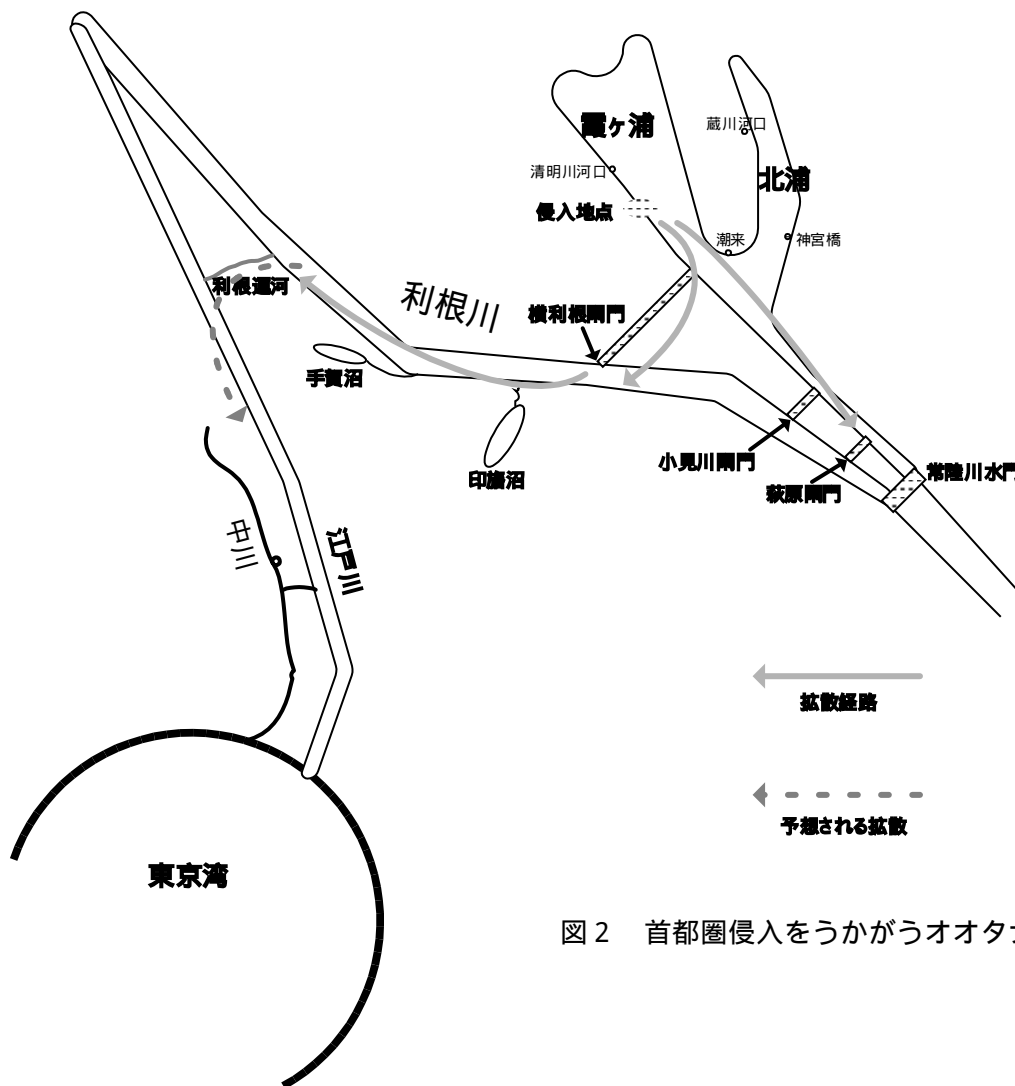 霞ヶ浦
蔵川河口
清明川河口
北浦
侵入地点
潮来
神宮橋
利根運河
利根川
横利根閘門
手賀沼
小見川閘門
印旛沼
常陸川水門
萩原閘門
中川
江戸川
拡散経路
予想される拡散
東京湾
図2 首都圏侵入をうかがうオオタナ